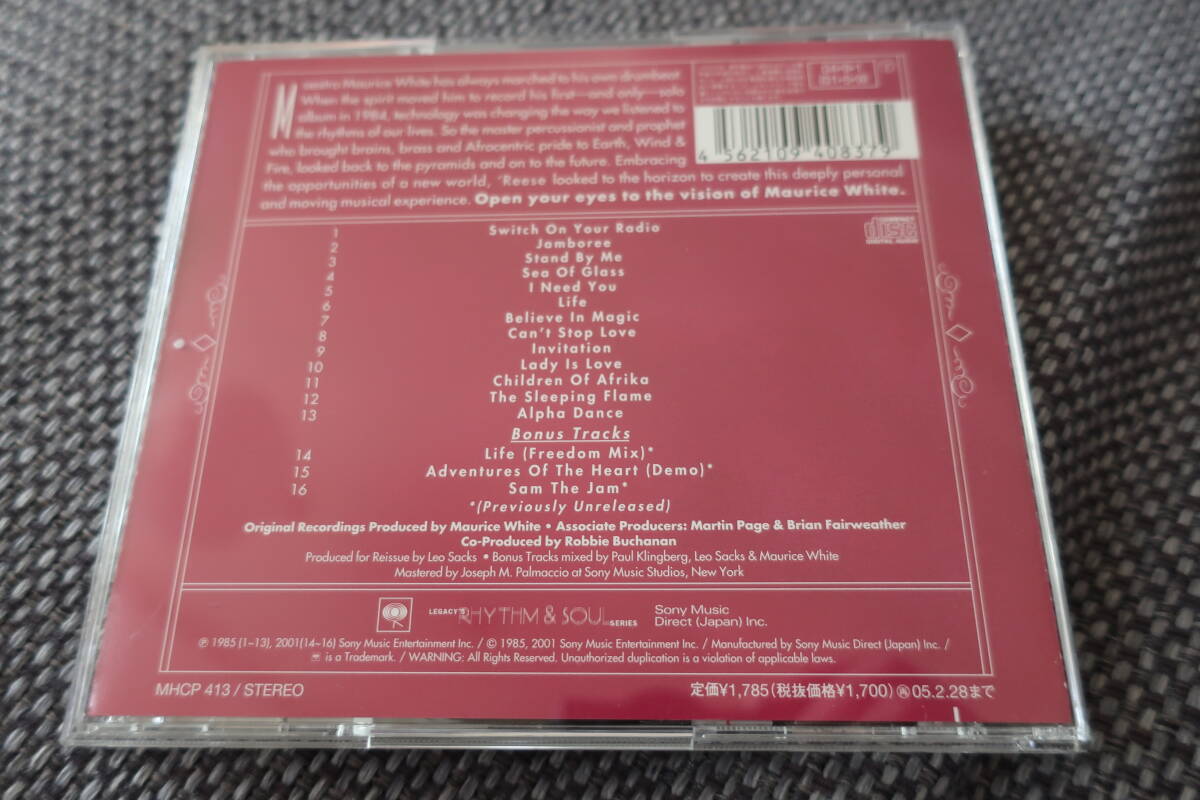 Maestro Maurice White has always marched to his own drumbeat
When the spirit moved him to record his first—and only—solo
album in 1984, technology was changing the way we listened to
the rhythms of our lives. So the master percussionist and prophet
who brought brains, brass and Afrocentric pride to Earth, Wind &
Fire, looked back to the pyramids and on to the future. Embracing
the opportunities of a new world, 'Reese looked to the horizon to create this deeply personal
and moving musical experience. Open your eyes to the vision of Maurice White.
4 562109 408379
COMPACT
disc
DIGITAL AUDIO
1 Switch On Your Radio
2 Jamboree
3 Stand By Me
4 Sea Of Glass
5 I Need You
6 Life
7 Believe In Magic
8 Can't Stop Love
9 Invitation
10 Lady Is Love
11 Children Of Afrika
12 The Sleeping Flame
13 Alpha Dance
Bonus Tracks
14 Life (Freedom Mix)*
15 Adventures Of The Heart (Demo)*
16 Sam The Jam*
*(Previously Unreleased)
Original Recordings Produced by Maurice White • Associate Producers: Martin Page & Brian Fairweather
Co-Produced by Robbie Buchanan
Produced for Reissue by Leo Sacks • Bonus Tracks mixed by Paul Klingberg, Leo Sacks & Maurice White
Mastered by Joseph M. Palmaccio at Sony Music Studios, New York
LEGACY'S RHYTHM & SOUL SERIES
Sony Music
Direct (Japan) Inc.
℗ 1985 (1~13), 2001(14~16) Sony Music Entertainment Inc. / © 1985, 2001 Sony Music Entertainment Inc. / Manufactured by Sony Music Direct (Japan) Inc. /
is a Trademark. / WARNING: All Rights Reserved. Unauthorized duplication is a violation of applicable laws.
MHCP 413 / STEREO
定価¥1,785(税抜価格¥1,700) 05.2.28まで